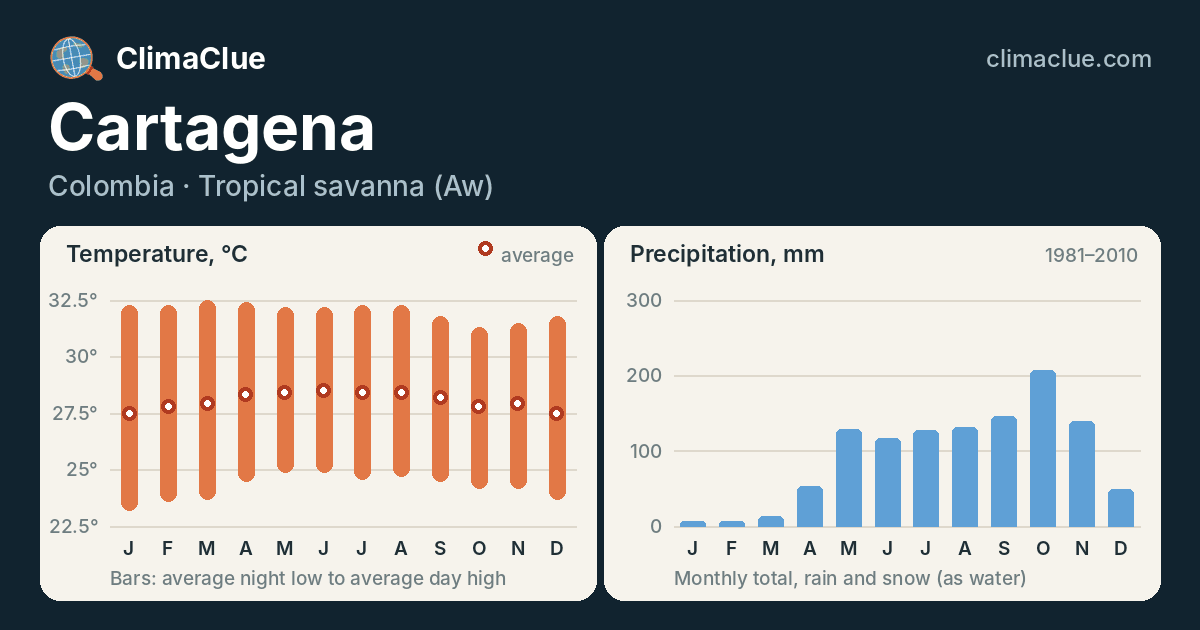 ClimaClue
climaclue.com
Cartagena
Colombia · Tropical savanna (Aw)
Temperature, °C
average
32.5°
30°
27.5°
25°
22.5°
J F M A M J J A S O N D
Bars: average night low to average day high
Precipitation, mm
1981–2010
300
200
100
0
J F M A M J J A S O N D
Monthly total, rain and snow (as water)